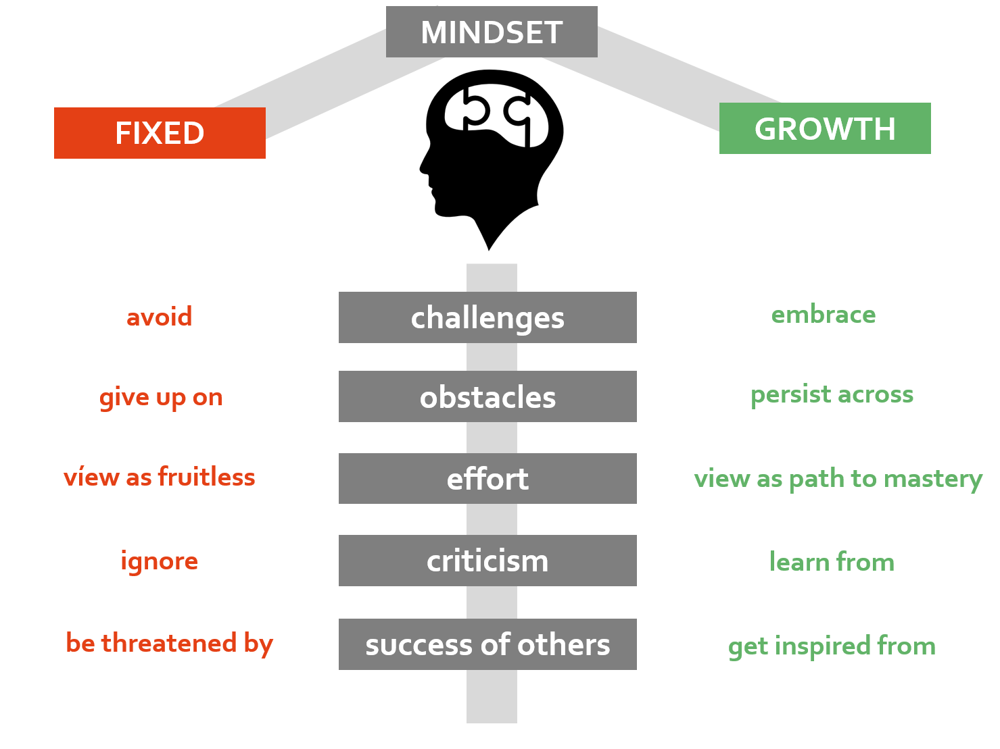 MINDSET
FIXED
GROWTH
avoid
challenges
embrace
give up on
obstacles
persist across
víew as fruitless
effort
view as path to mastery
ignore
criticism
learn from
be threatened by
success of others
get inspired from